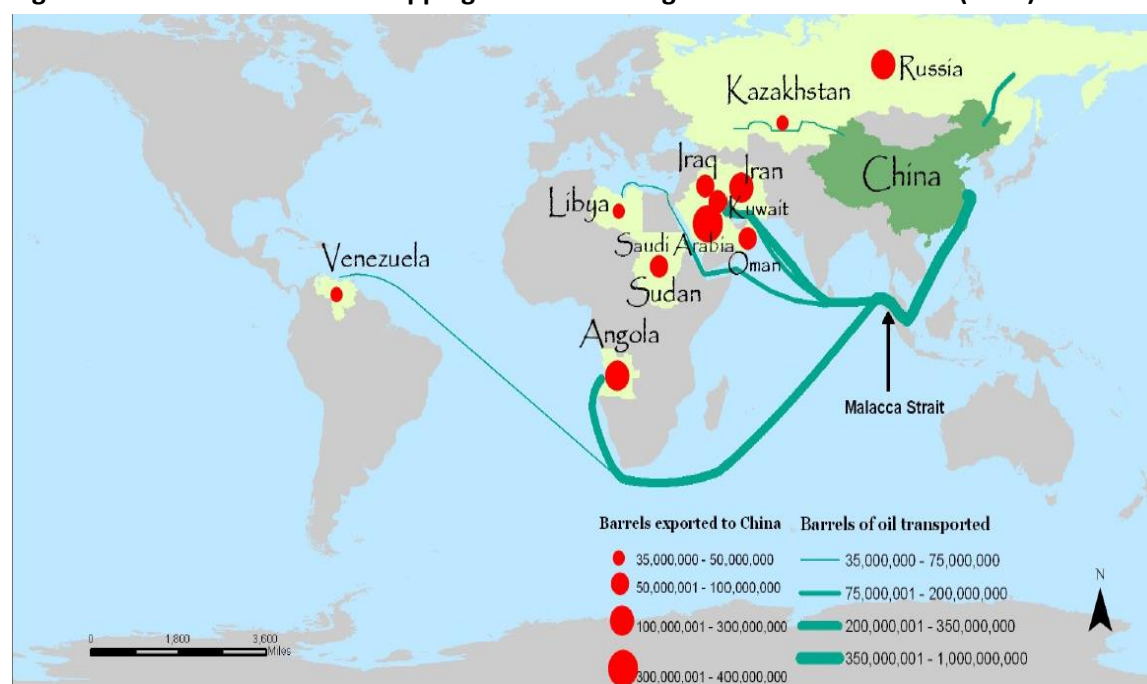 Russia
Kazakhstan
Iraq
Iran
China
Libya
Kuwait
Saudi Arabia
Oman
Venezuela
Sudan
Angola
Malacca Strait
Barrels exported to China
35,000,000 - 50,000,000
50,000,001 - 100,000,000
100,000,001 - 300,000,000
300,000,001 - 400,000,000
Barrels of oil transported
35,000,000 - 75,000,000
75,000,001 - 200,000,000
200,000,001 - 350,000,000
350,000,001 - 1,000,000,000
N
0 1,800 3,600
Miles